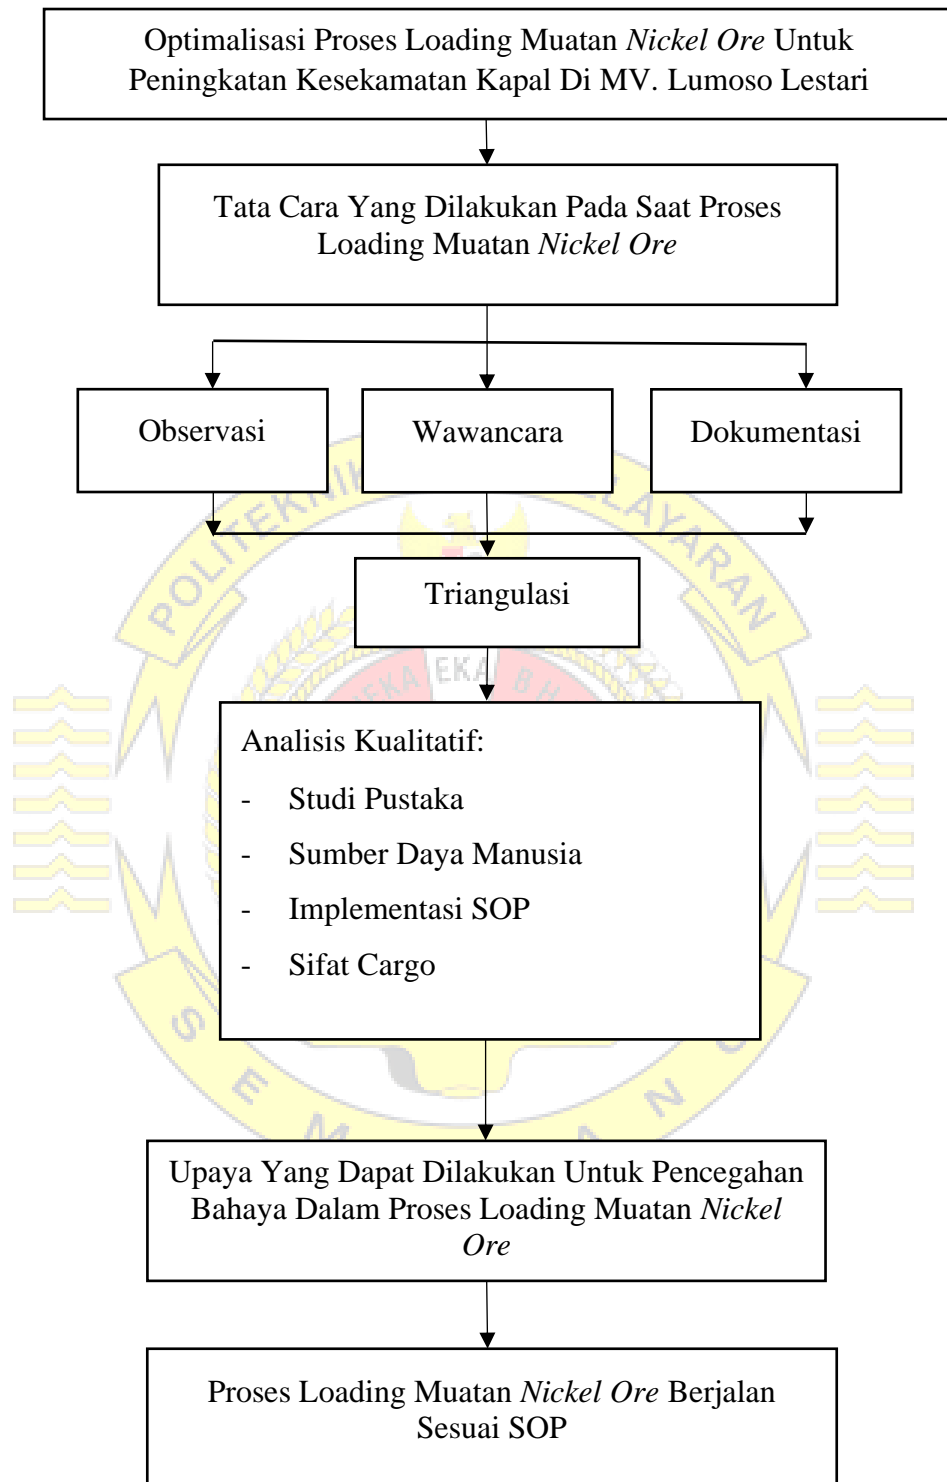 Optimalisasi Proses Loading Muatan Nickel Ore Untuk
Peningkatan Kesekamatan Kapal Di MV. Lumoso Lestari
Tata Cara Yang Dilakukan Pada Saat Proses
Loading Muatan Nickel Ore
Observasi
Wawancara
Dokumentasi
Triangulasi
Analisis Kualitatif:
- Studi Pustaka
- Sumber Daya Manusia
- Implementasi SOP
- Sifat Cargo
Upaya Yang Dapat Dilakukan Untuk Pencegahan
Bahaya Dalam Proses Loading Muatan Nickel
Ore
Proses Loading Muatan Nickel Ore Berjalan
Sesuai SOP